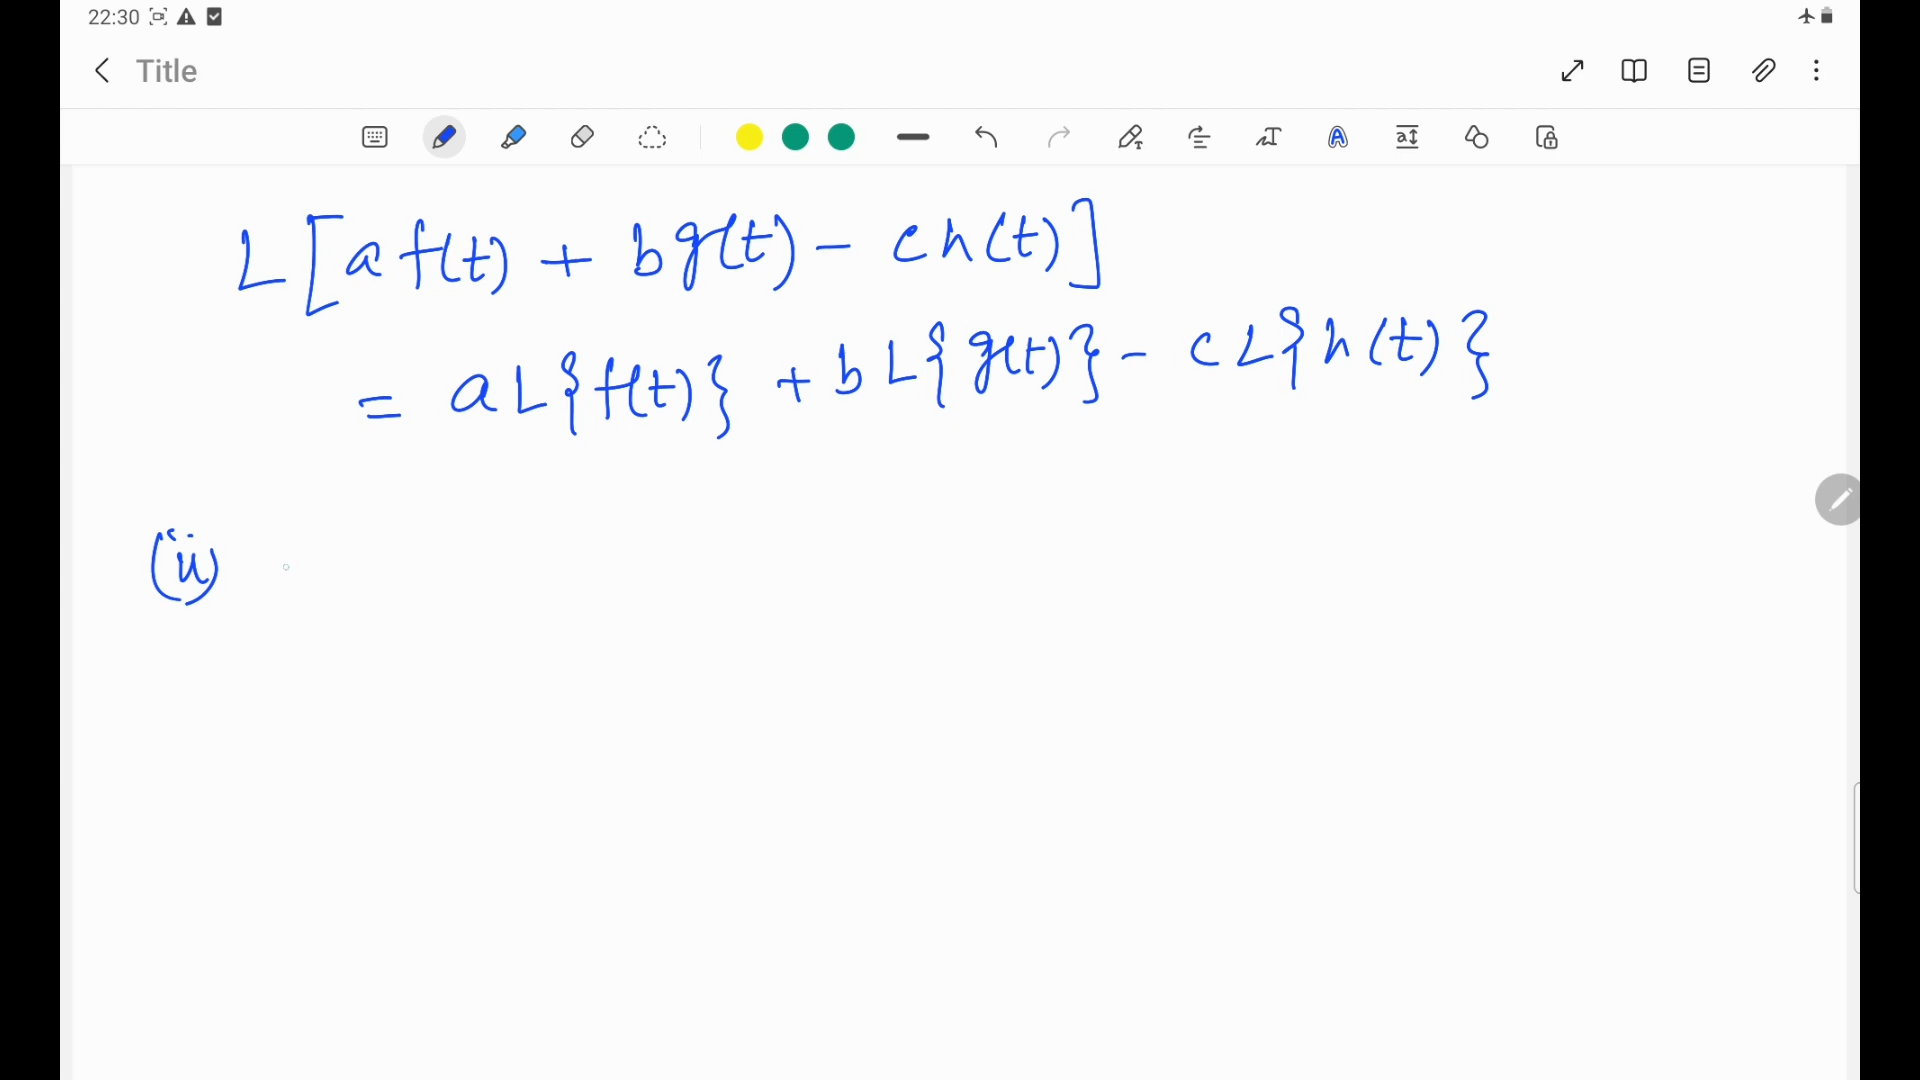 22:30
Title
L[a f(t) + b g(t) - c h(t)]
= a L{f(t)} + b L{g(t)} - c L{h(t)}
(ii)